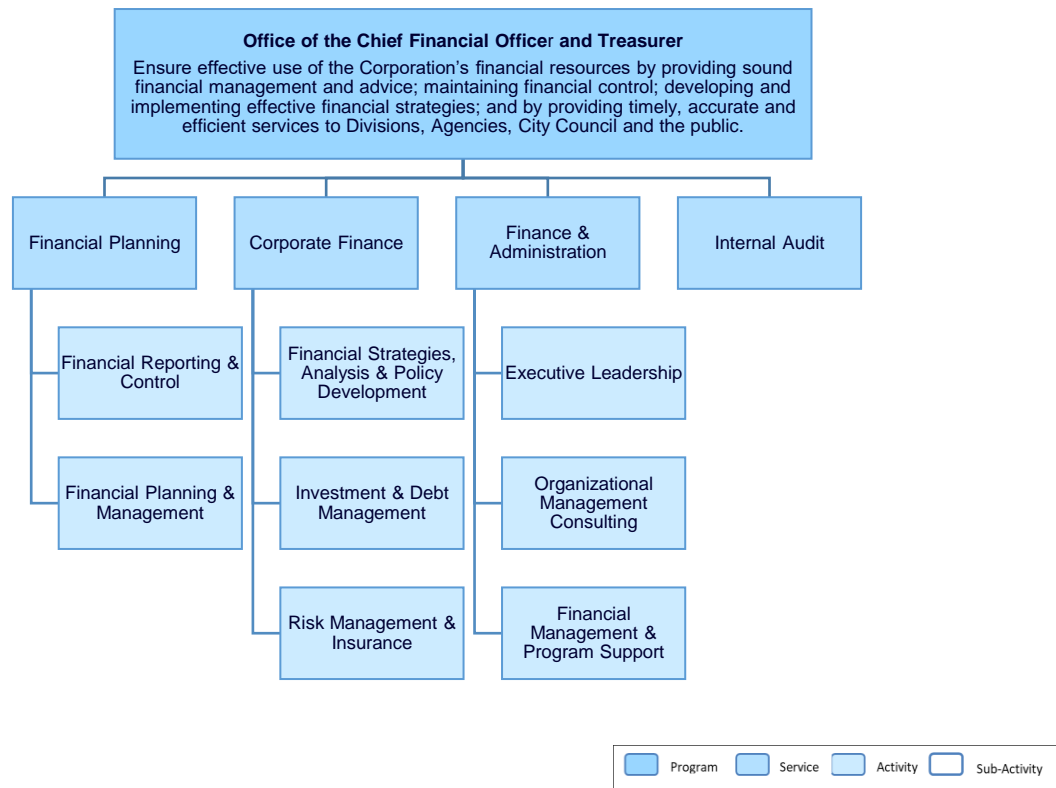 Office of the Chief Financial Officer and Treasurer
Ensure effective use of the Corporation's financial resources by providing sound
financial management and advice; maintaining financial control; developing and
implementing effective financial strategies; and by providing timely, accurate and
efficient services to Divisions, Agencies, City Council and the public.
Financial Planning
Corporate Finance
Finance &
Administration
Internal Audit
Financial Reporting &
Control
Financial Strategies,
Analysis & Policy
Development
Executive Leadership
Financial Planning &
Management
Investment & Debt
Management
Organizational
Management
Consulting
Risk Management &
Insurance
Financial
Management &
Program Support
Program
Service
Activity
Sub-Activity